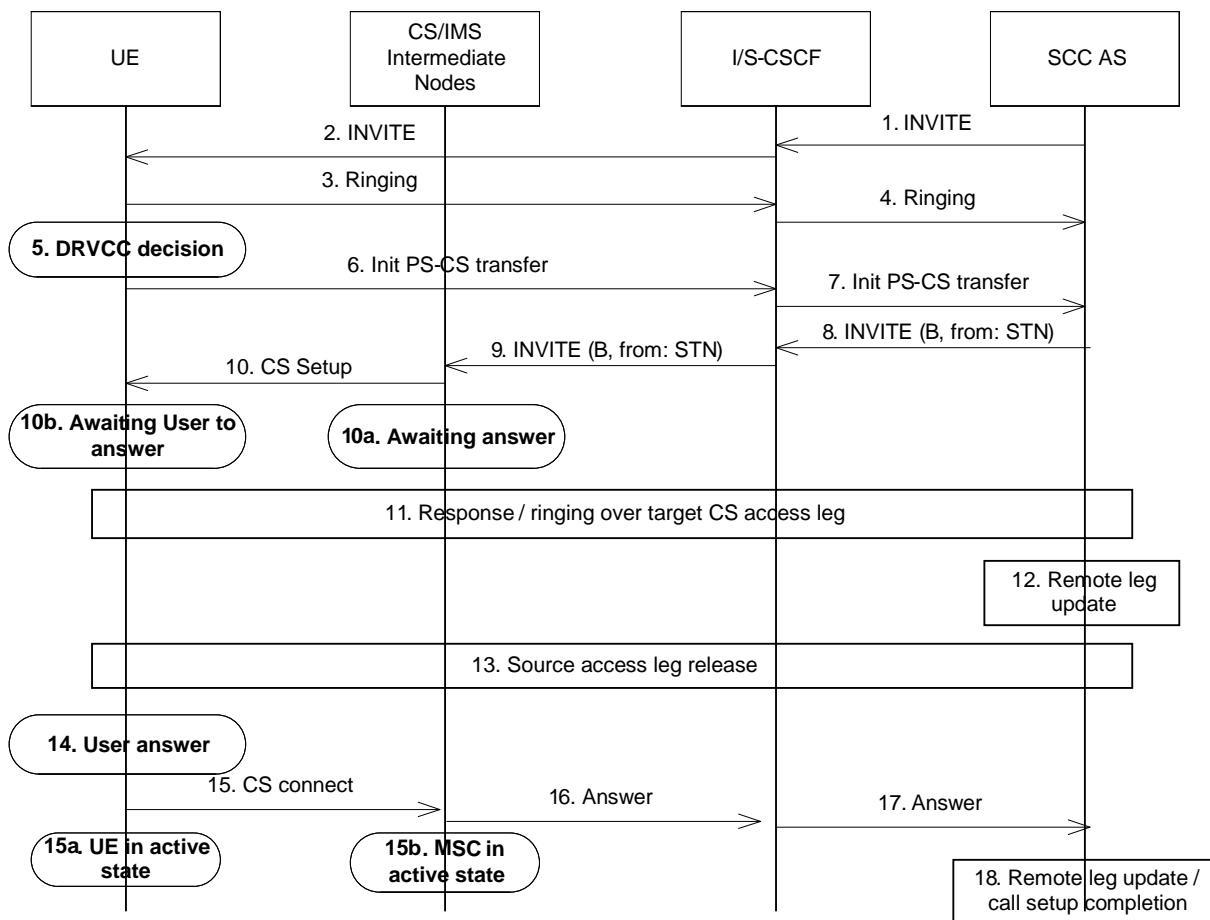 UE
CS/IMS
Intermediate
Nodes
I/S-CSCF
SCC AS
1. INVITE
2. INVITE
3. Ringing
4. Ringing
5. DRVCC decision
6. Init PS-CS transfer
7. Init PS-CS transfer
8. INVITE (B, from: STN)
9. INVITE (B, from: STN)
10. CS Setup
10b. Awaiting User to
answer
10a. Awaiting answer
11. Response / ringing over target CS access leg
12. Remote leg
update
13. Source access leg release
14. User answer
15. CS connect
16. Answer
17. Answer
15a. UE in active
state
15b. MSC in
active state
18. Remote leg update /
call setup completion